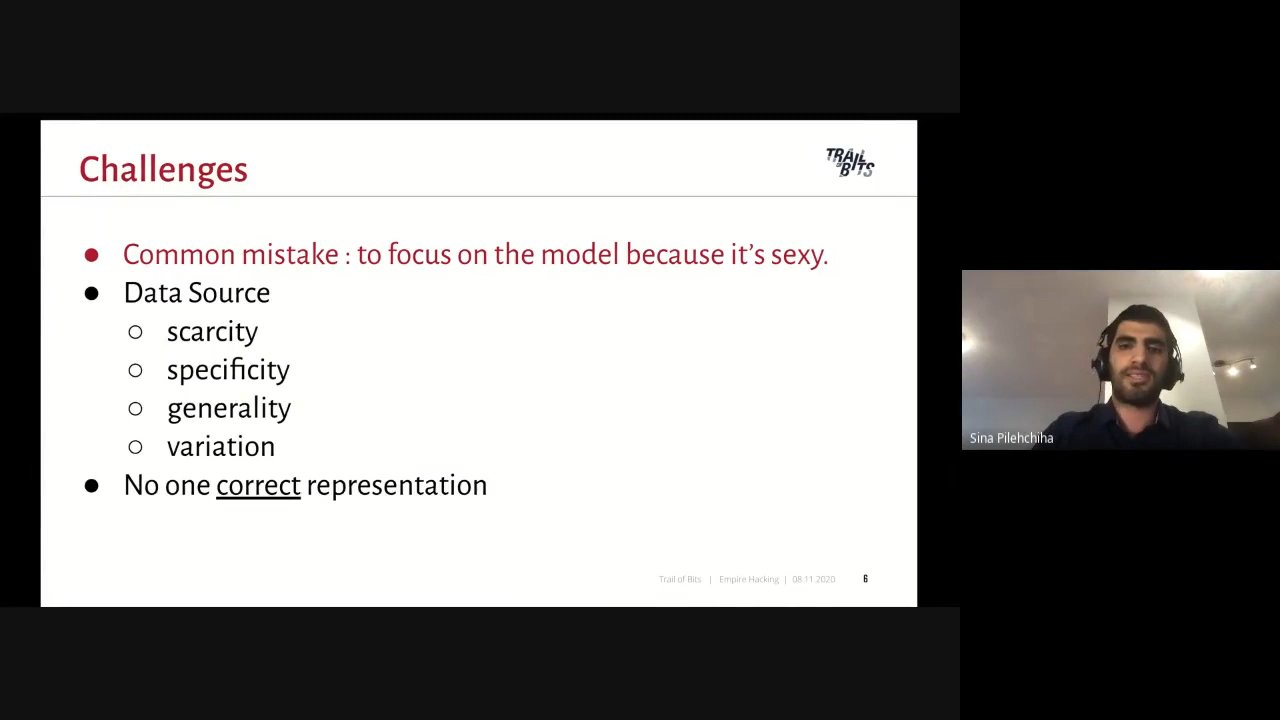 Challenges
TRAIL
OF BITS
● Common mistake : to focus on the model because it’s sexy.
● Data Source
○ scarcity
○ specificity
○ generality
○ variation
● No one correct representation
Trail of Bits | Empire Hacking | 08.11.2020 6
Sina Pilehchiha